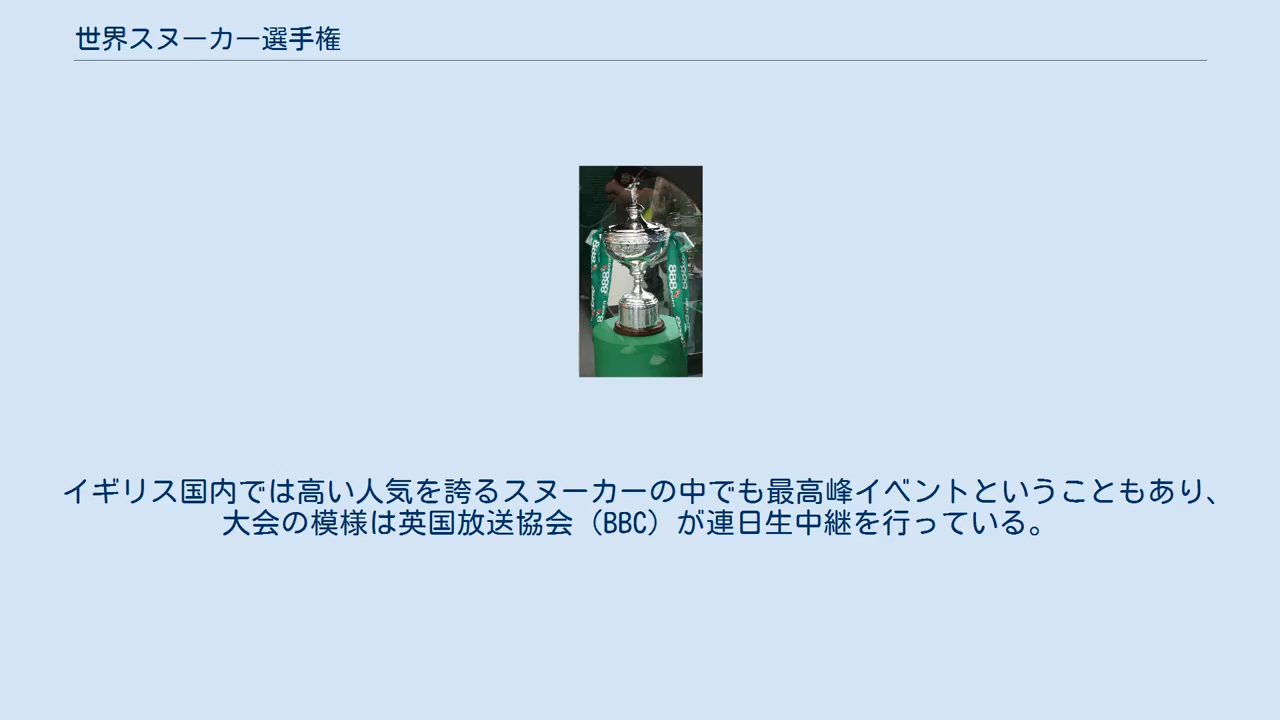 世界スヌーカー選手権
888
888
イギリス国内では高い人気を誇るスヌーカーの中でも最高峰イベントということもあり、
大会の模様は英国放送協会（BBC）が連日生中継を行っている。